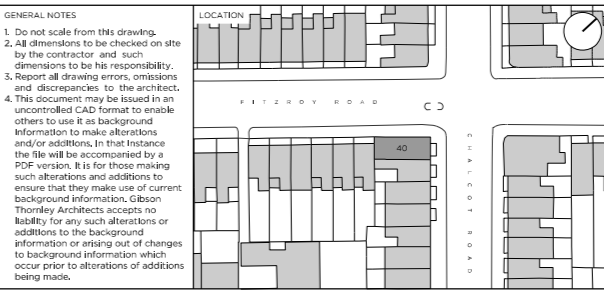 GENERAL NOTES
1. Do not scale from this drawing.
2. All dimensions to be checked on site
by the contractor and such
dimensions to be his responsibility.
3. Report all drawing errors, omissions
and discrepancies to the architect.
4. This document may be issued in an
uncontrolled CAD format to enable
others to use it as background
information to make alterations
and/or additions. In that instance
the file will be accompanied by a
PDF version. It is for those making
such alterations and additions to
ensure that they make use of current
background information. Gibson
Thornley Architects accepts no
liability for any such alterations or
additions to the background
information or arising out of changes
to background information which
occur prior to alterations of additions
being made.
LOCATION
FITZROY ROAD
40
CHALCOT ROAD